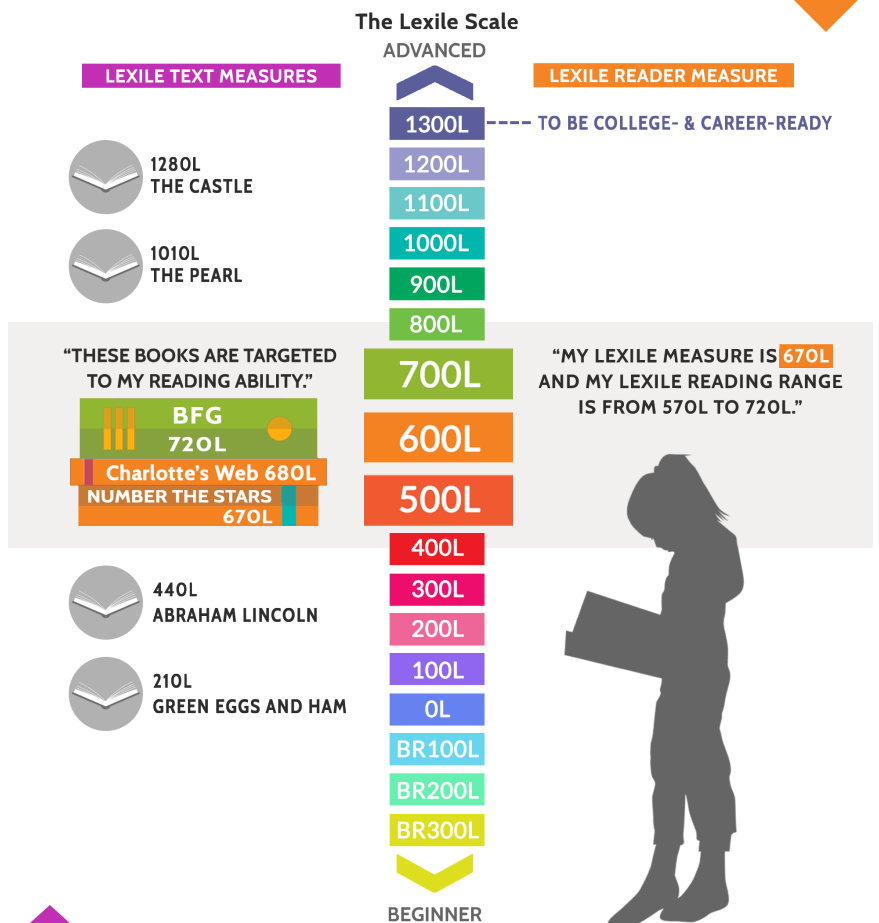 The Lexile Scale
ADVANCED
LEXILE TEXT MEASURES
LEXILE READER MEASURE
1300L
TO BE COLLEGE- & CAREER-READY
1280L
THE CASTLE
1200L
1100L
1010L
THE PEARL
1000L
900L
800L
“THESE BOOKS ARE TARGETED
TO MY READING ABILITY.”
BFG
720L
Charlotte’s Web 680L
NUMBER THE STARS
670L
700L
600L
500L
“MY LEXILE MEASURE IS 670L
AND MY LEXILE READING RANGE
IS FROM 570L TO 720L.”
400L
440L
ABRAHAM LINCOLN
300L
200L
210L
GREEN EGGS AND HAM
100L
0L
BR100L
BR200L
BR300L
BEGINNER